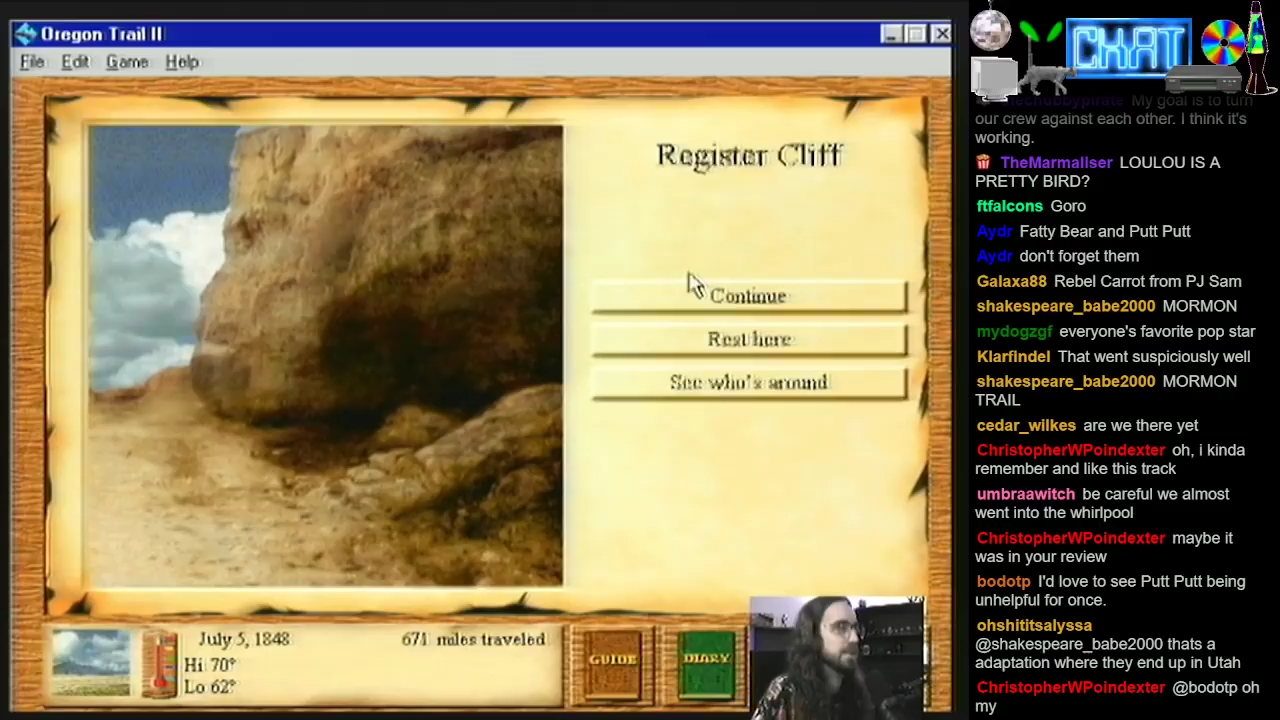 Oregon Trail II
File Edit Game Help
Register Cliff
Continue
Rest here
See who's around
July 5, 1848 671 miles traveled
Hi 70°
Lo 62°
GUIDE
DIARY
CHAT
My goal is to turn
our crew against each other. I think it's
working.
TheMarmaliser LOULOU IS A
PRETTY BIRD?
ftfalcons Goro
Aydr Fatty Bear and Putt Putt
Aydr don't forget them
Galaxa88 Rebel Carrot from PJ Sam
shakespeare_babe2000 MORMON
mydogzgf everyone's favorite pop star
Klarfindel That went suspiciously well
shakespeare_babe2000 MORMON
TRAIL
cedar_wilkes are we there yet
ChristopherWPoindexter oh, i kinda
remember and like this track
umbraawitch be careful we almost
went into the whirlpool
ChristopherWPoindexter maybe it
was in your review
bodotp I'd love to see Putt Putt being
unhelpful for once.
ohshititsalyssa
@shakespeare_babe2000 thats a
adaptation where they end up in Utah
ChristopherWPoindexter @bodotp oh
my